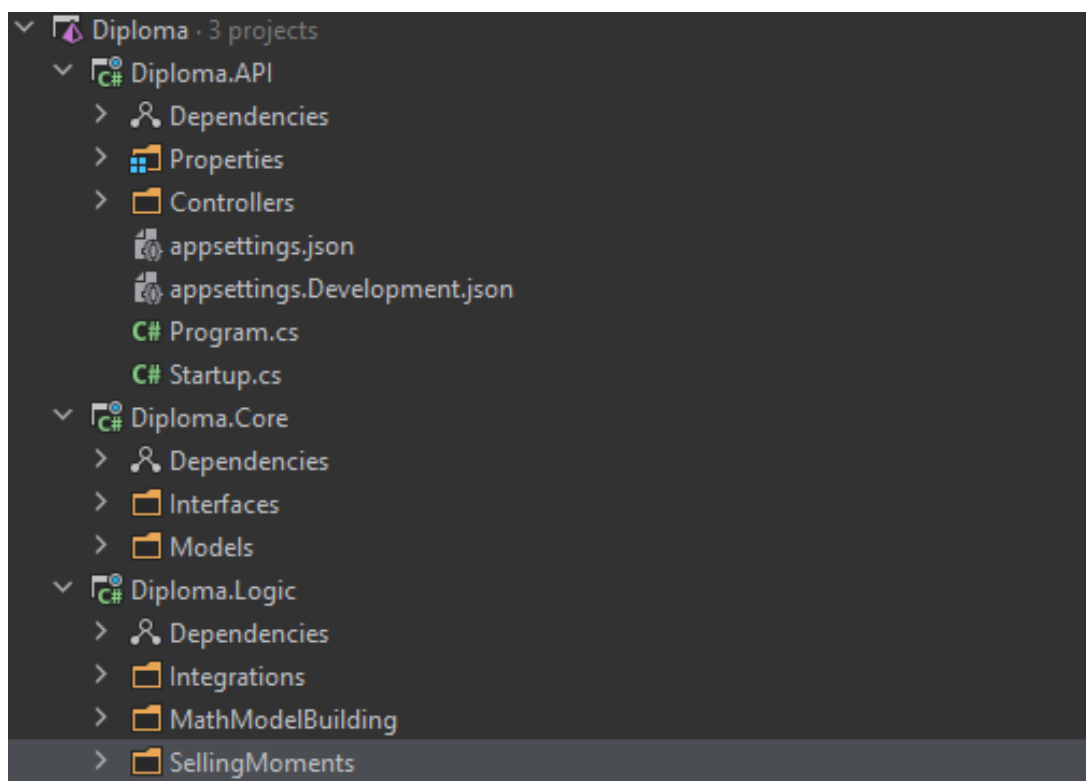 Diploma · 3 projects
C# Diploma.API
Dependencies
Properties
Controllers
appsettings.json
appsettings.Development.json
C# Program.cs
C# Startup.cs
C# Diploma.Core
Dependencies
Interfaces
Models
C# Diploma.Logic
Dependencies
Integrations
MathModelBuilding
SellingMoments